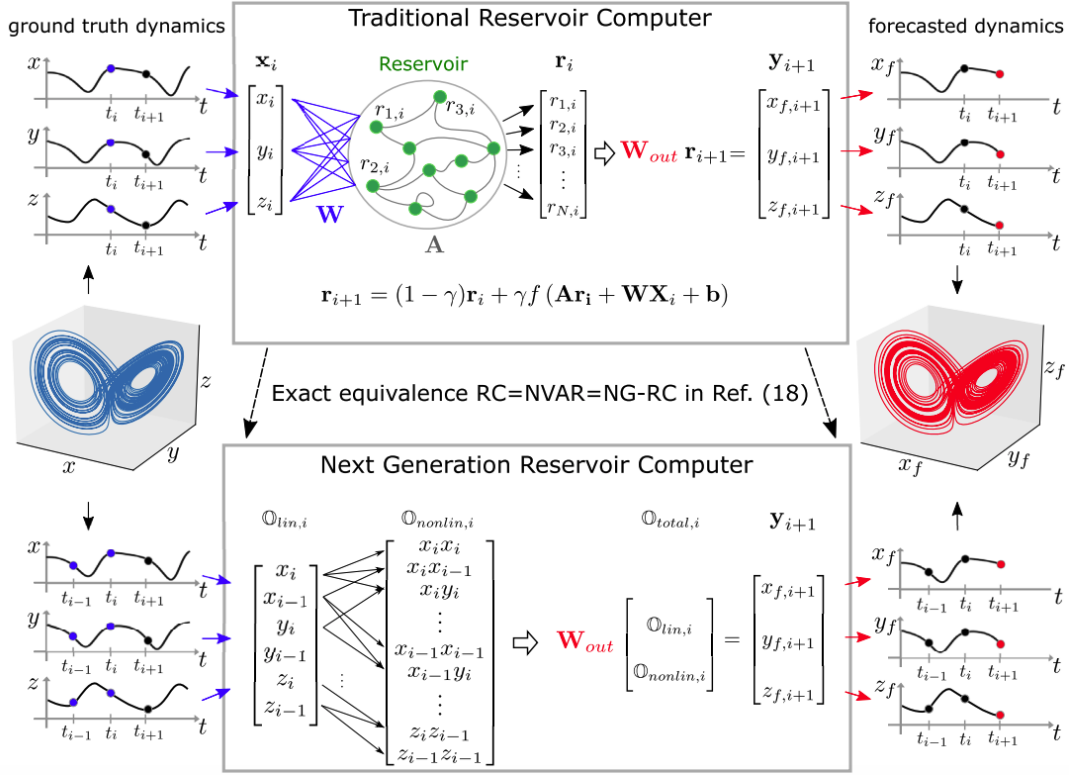 ground truth dynamics
Traditional Reservoir Computer
forecasted dynamics
x
t
t_i
t_{i+1}
y
t
t_i
t_{i+1}
z
t
t_i
t_{i+1}
𝐱_i
x_i
y_i
z_i
𝐖
Reservoir
r_{1,i}
r_{3,i}
r_{2,i}
𝐀
𝐫_i
r_{1,i}
r_{2,i}
r_{3,i}
⋮
r_{N,i}
𝐖_{out} 𝐫_{i+1}=
𝐲_{i+1}
x_{f,i+1}
y_{f,i+1}
z_{f,i+1}
𝐫_{i+1} = (1 − γ)𝐫_i + γf (𝐀𝐫_𝐢 + 𝐖𝐗_i + 𝐛)
x_f
t
t_i
t_{i+1}
y_f
t
t_i
t_{i+1}
z_f
t
t_i
t_{i+1}
x
y
z
Exact equivalence RC=NVAR=NG-RC in Ref. (18)
x_f
y_f
z_f
Next Generation Reservoir Computer
x
t
t_{i−1}
t_i
t_{i+1}
y
t
t_{i−1}
t_i
t_{i+1}
z
t
t_{i−1}
t_i
t_{i+1}
𝕆_{lin,i}
x_i
x_{i−1}
y_i
y_{i−1}
z_i
z_{i−1}
⋮
𝕆_{nonlin,i}
x_i x_i
x_i x_{i−1}
x_i y_i
⋮
x_{i−1} x_{i−1}
x_{i−1} y_i
⋮
z_i z_{i−1}
z_{i−1} z_{i−1}
𝕆_{total,i}
𝐖_{out}
𝕆_{lin,i}
𝕆_{nonlin,i}
=
𝐲_{i+1}
x_{f,i+1}
y_{f,i+1}
z_{f,i+1}
x_f
t
t_{i−1}
t_i
t_{i+1}
y_f
t
t_{i−1}
t_i
t_{i+1}
z_f
t
t_{i−1}
t_i
t_{i+1}